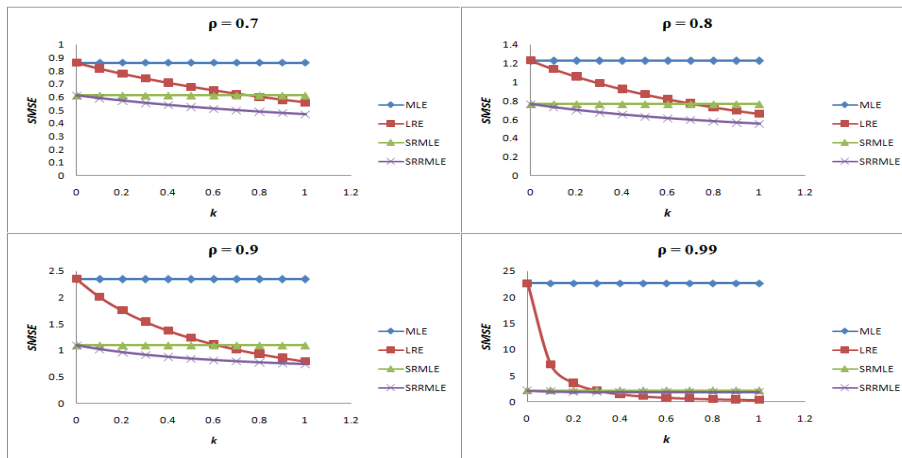 ρ = 0.7
SMSE
1
0.9
0.8
0.7
0.6
0.5
0.4
0.3
0.2
0.1
0
0 0.2 0.4 0.6 0.8 1 1.2
k
MLE
LRE
SRMLE
SRRMLE
ρ = 0.8
SMSE
1.4
1.2
1
0.8
0.6
0.4
0.2
0
0 0.2 0.4 0.6 0.8 1 1.2
k
MLE
LRE
SRMLE
SRRMLE
ρ = 0.9
SMSE
2.5
2
1.5
1
0.5
0
0 0.2 0.4 0.6 0.8 1 1.2
k
MLE
LRE
SRMLE
SRRMLE
ρ = 0.99
SMSE
25
20
15
10
5
0
0 0.2 0.4 0.6 0.8 1 1.2
k
MLE
LRE
SRMLE
SRRMLE